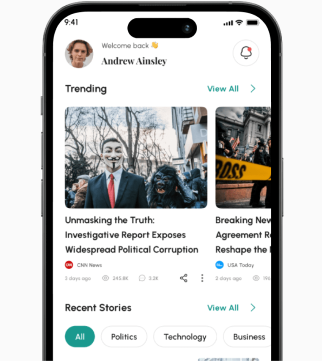 9:41
Welcome back 👋
Andrew Ainsley
Trending
View All
Unmasking the Truth:
Investigative Report Exposes
Widespread Political Corruption
CNN News
3 days ago 245.8K 3.2K
Breaking New
Agreement R
Reshape the
USA Today
2 days ago
Recent Stories
View All
All Politics Technology Business